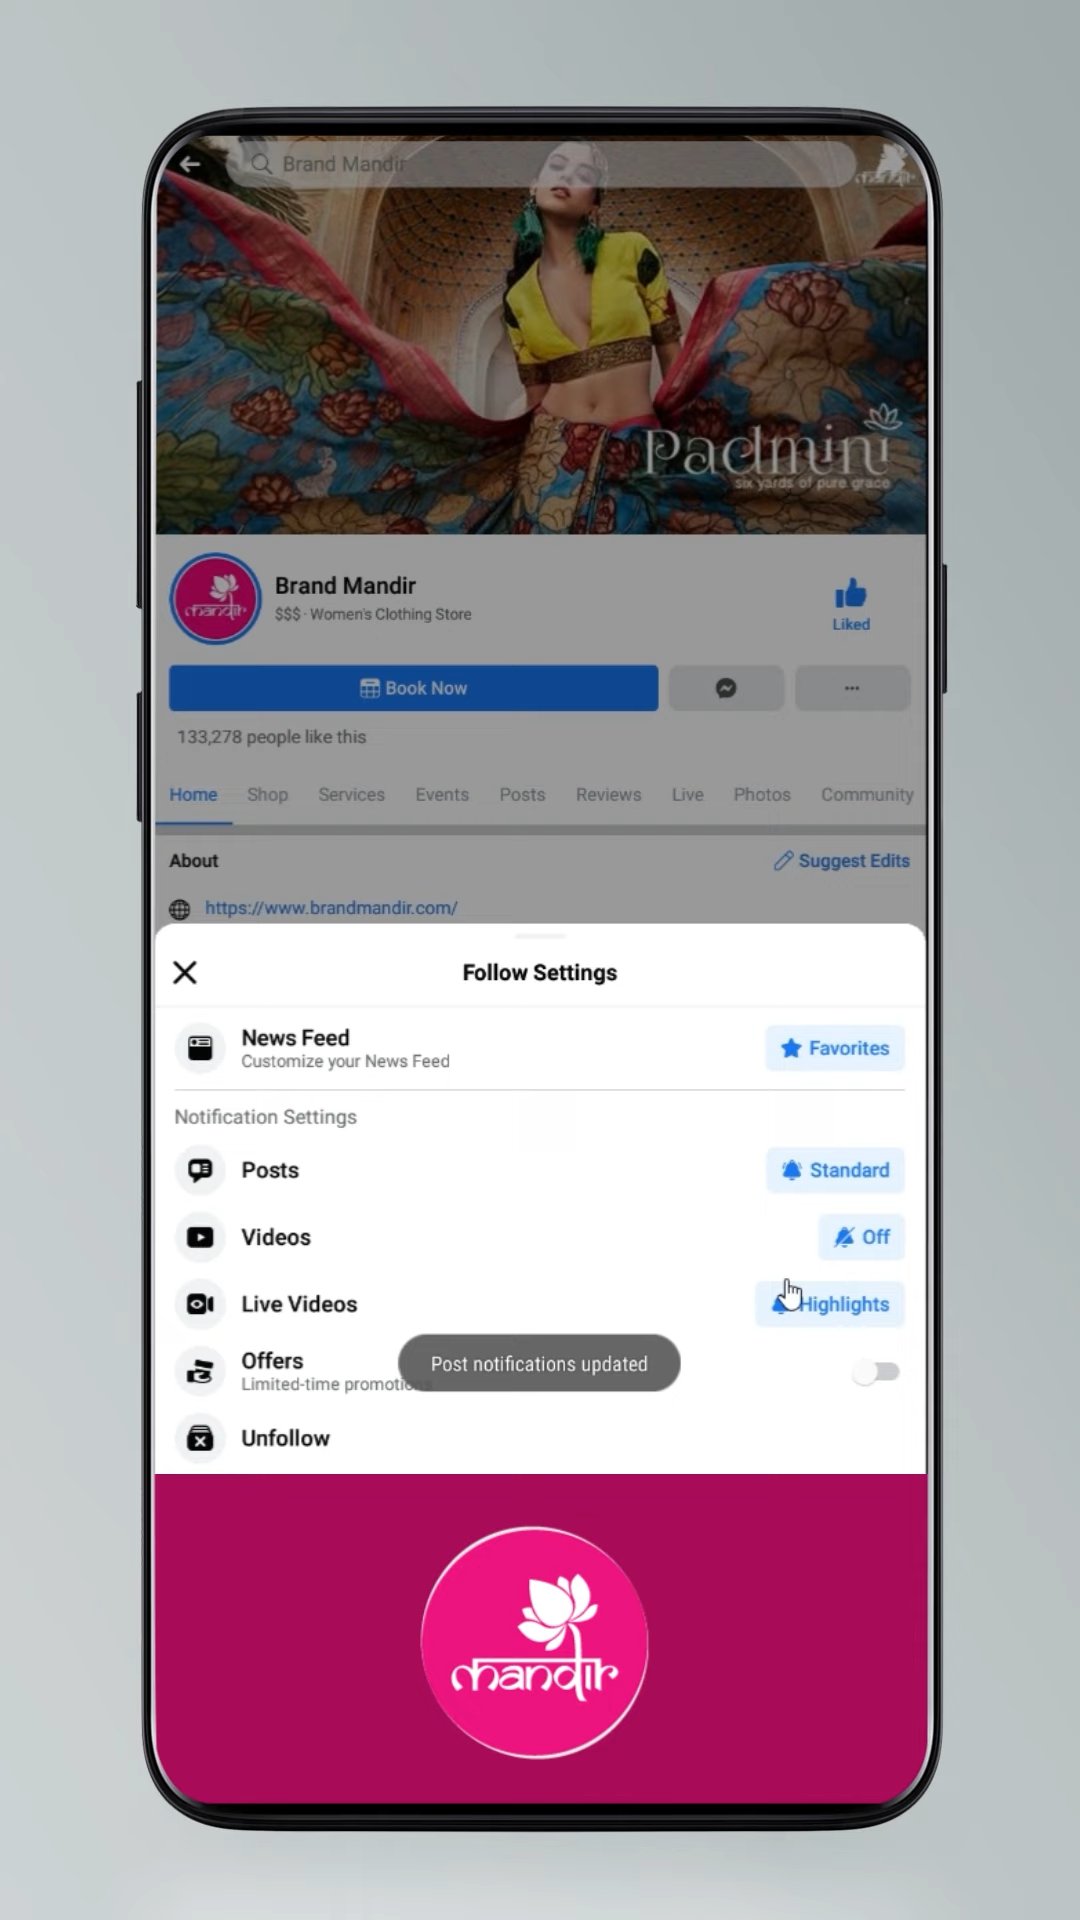 Brand Mandir
mandir
Padmini
six yards of pure grace
mandir
Brand Mandir
$$$ · Women's Clothing Store
Liked
Book Now
133,278 people like this
Home Shop Services Events Posts Reviews Live Photos Community
About
Suggest Edits
https://www.brandmandir.com/
Follow Settings
News Feed
Customize your News Feed
Favorites
Notification Settings
Posts
Standard
Videos
Off
Live Videos
Highlights
Offers
Limited-time promotions
Post notifications updated
Unfollow
mandir